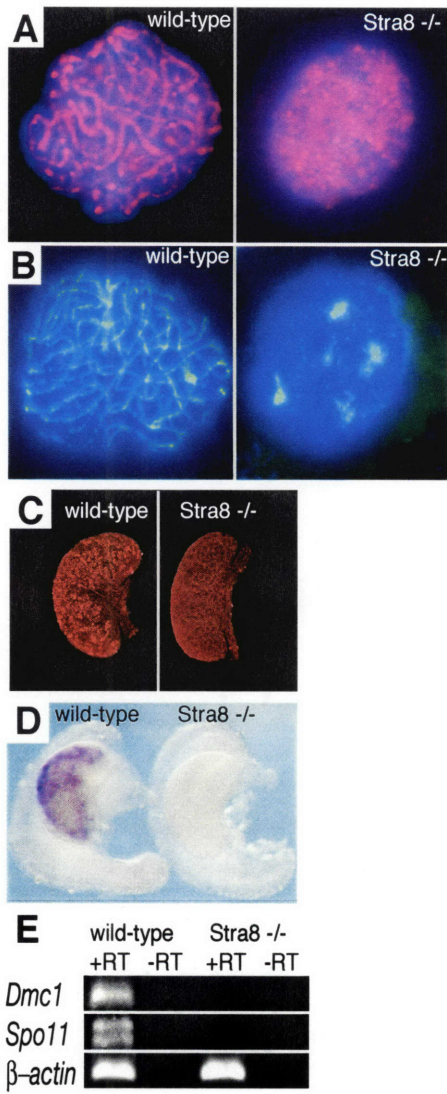 A wild-type Stra8 -/-
B wild-type Stra8 -/-
C wild-type Stra8 -/-
D wild-type Stra8 -/-
E wild-type Stra8 -/-
+RT -RT +RT -RT
Dmc1
Spo11
β-actin